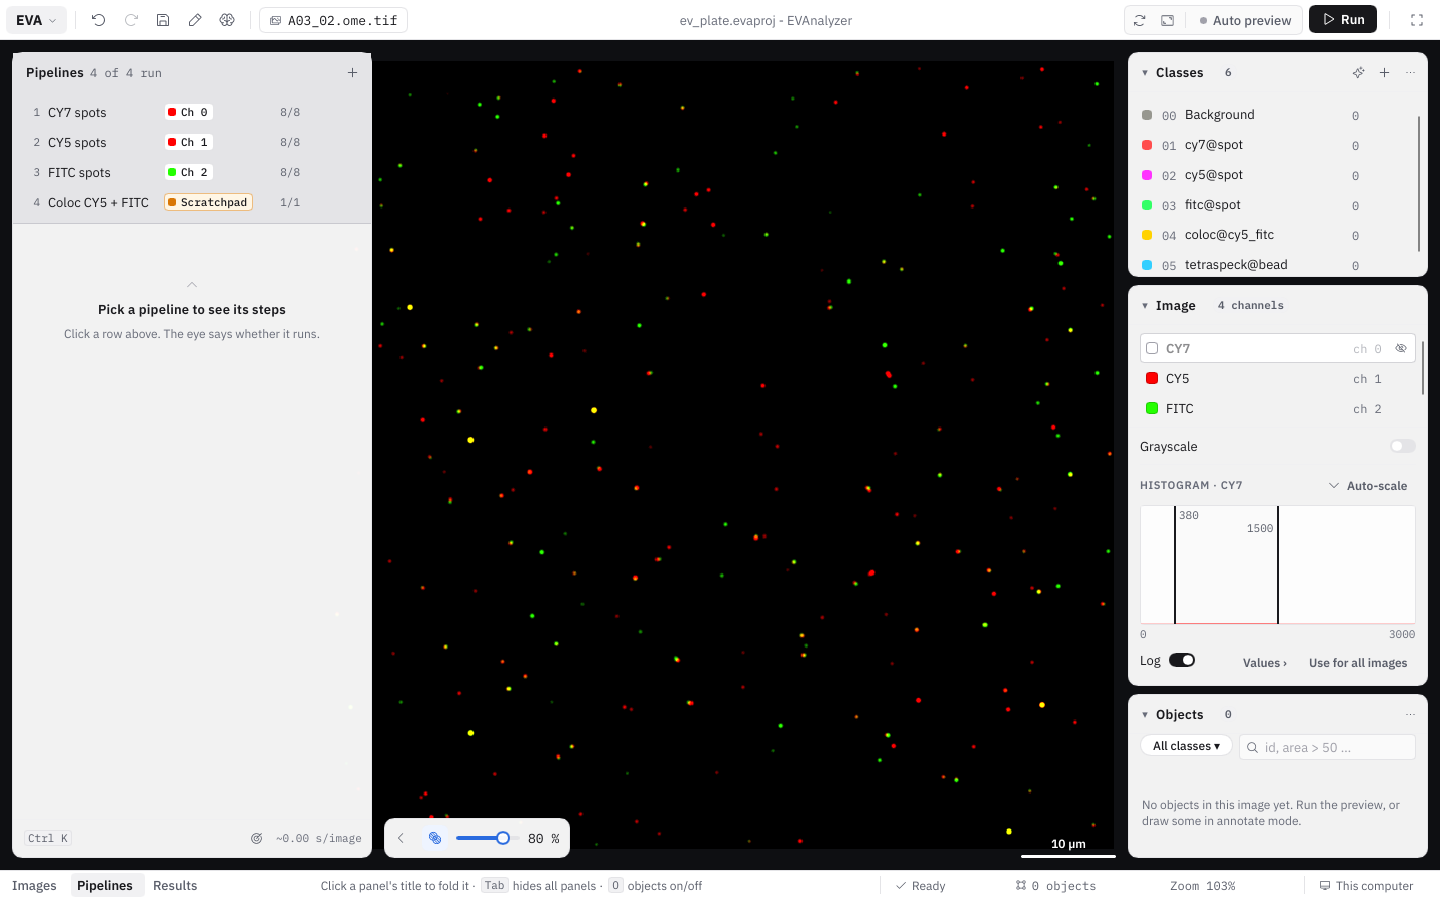 EVA
A03_02.ome.tif
ev_plate.evaproj - EVAnalyzer
Auto preview
Run
Pipelines 4 of 4 run
1 CY7 spots Ch 0 8/8
2 CY5 spots Ch 1 8/8
3 FITC spots Ch 2 8/8
4 Coloc CY5 + FITC Scratchpad 1/1
Pick a pipeline to see its steps
Click a row above. The eye says whether it runs.
Ctrl K
~0.00 s/image
80 %
10 µm
Classes 6
00 Background 0
01 cy7@spot 0
02 cy5@spot 0
03 fitc@spot 0
04 coloc@cy5_fitc 0
05 tetraspeck@bead 0
Image 4 channels
CY7 ch 0
CY5 ch 1
FITC ch 2
Grayscale
HISTOGRAM · CY7 Auto-scale
380
1500
0 3000
Log Values › Use for all images
Objects 0
All classes ▾ id, area > 50 ...
No objects in this image yet. Run the preview, or
draw some in annotate mode.
Images Pipelines Results
Click a panel's title to fold it · Tab hides all panels · O objects on/off
Ready
0 objects
Zoom 103%
This computer